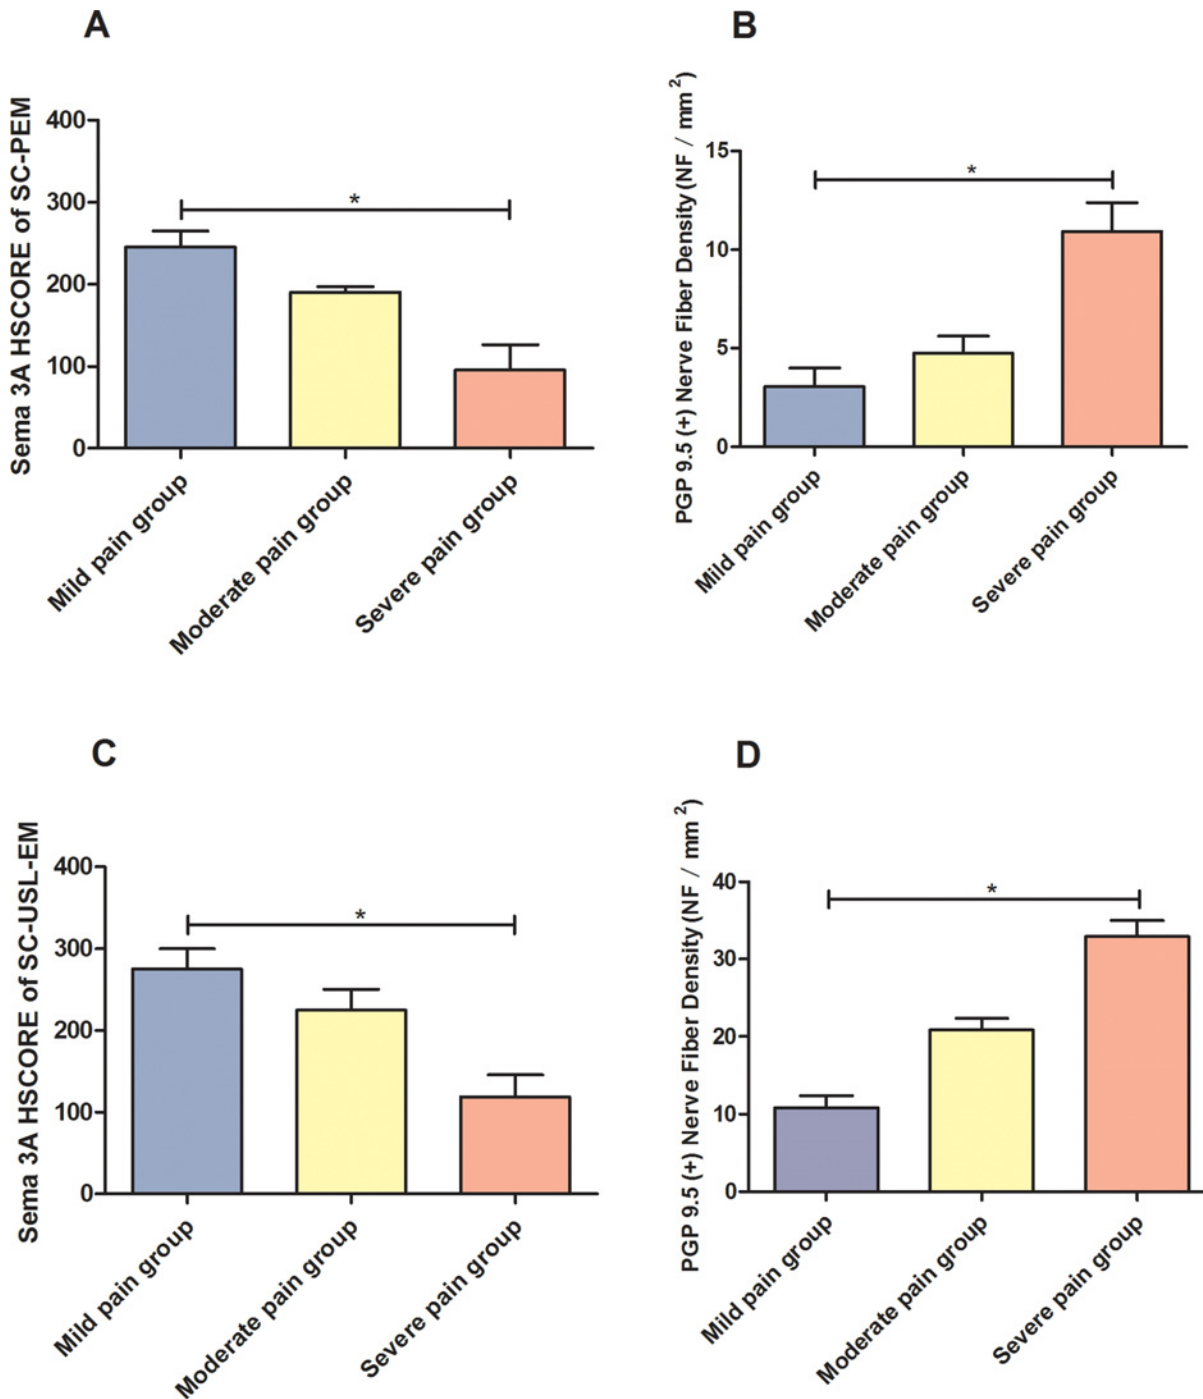 A
Sema 3A HSCORE of SC-PEM
400
300
200
100
0
*
Mild pain group
Moderate pain group
Severe pain group
B
PGP 9.5 (+) Nerve Fiber Density (NF / mm²)
15
10
5
0
*
Mild pain group
Moderate pain group
Severe pain group
C
Sema 3A HSCORE of SC-USL-EM
400
300
200
100
0
*
Mild pain group
Moderate pain group
Severe pain group
D
PGP 9.5 (+) Nerve Fiber Density (NF / mm²)
40
30
20
10
0
*
Mild pain group
Moderate pain group
Severe pain group